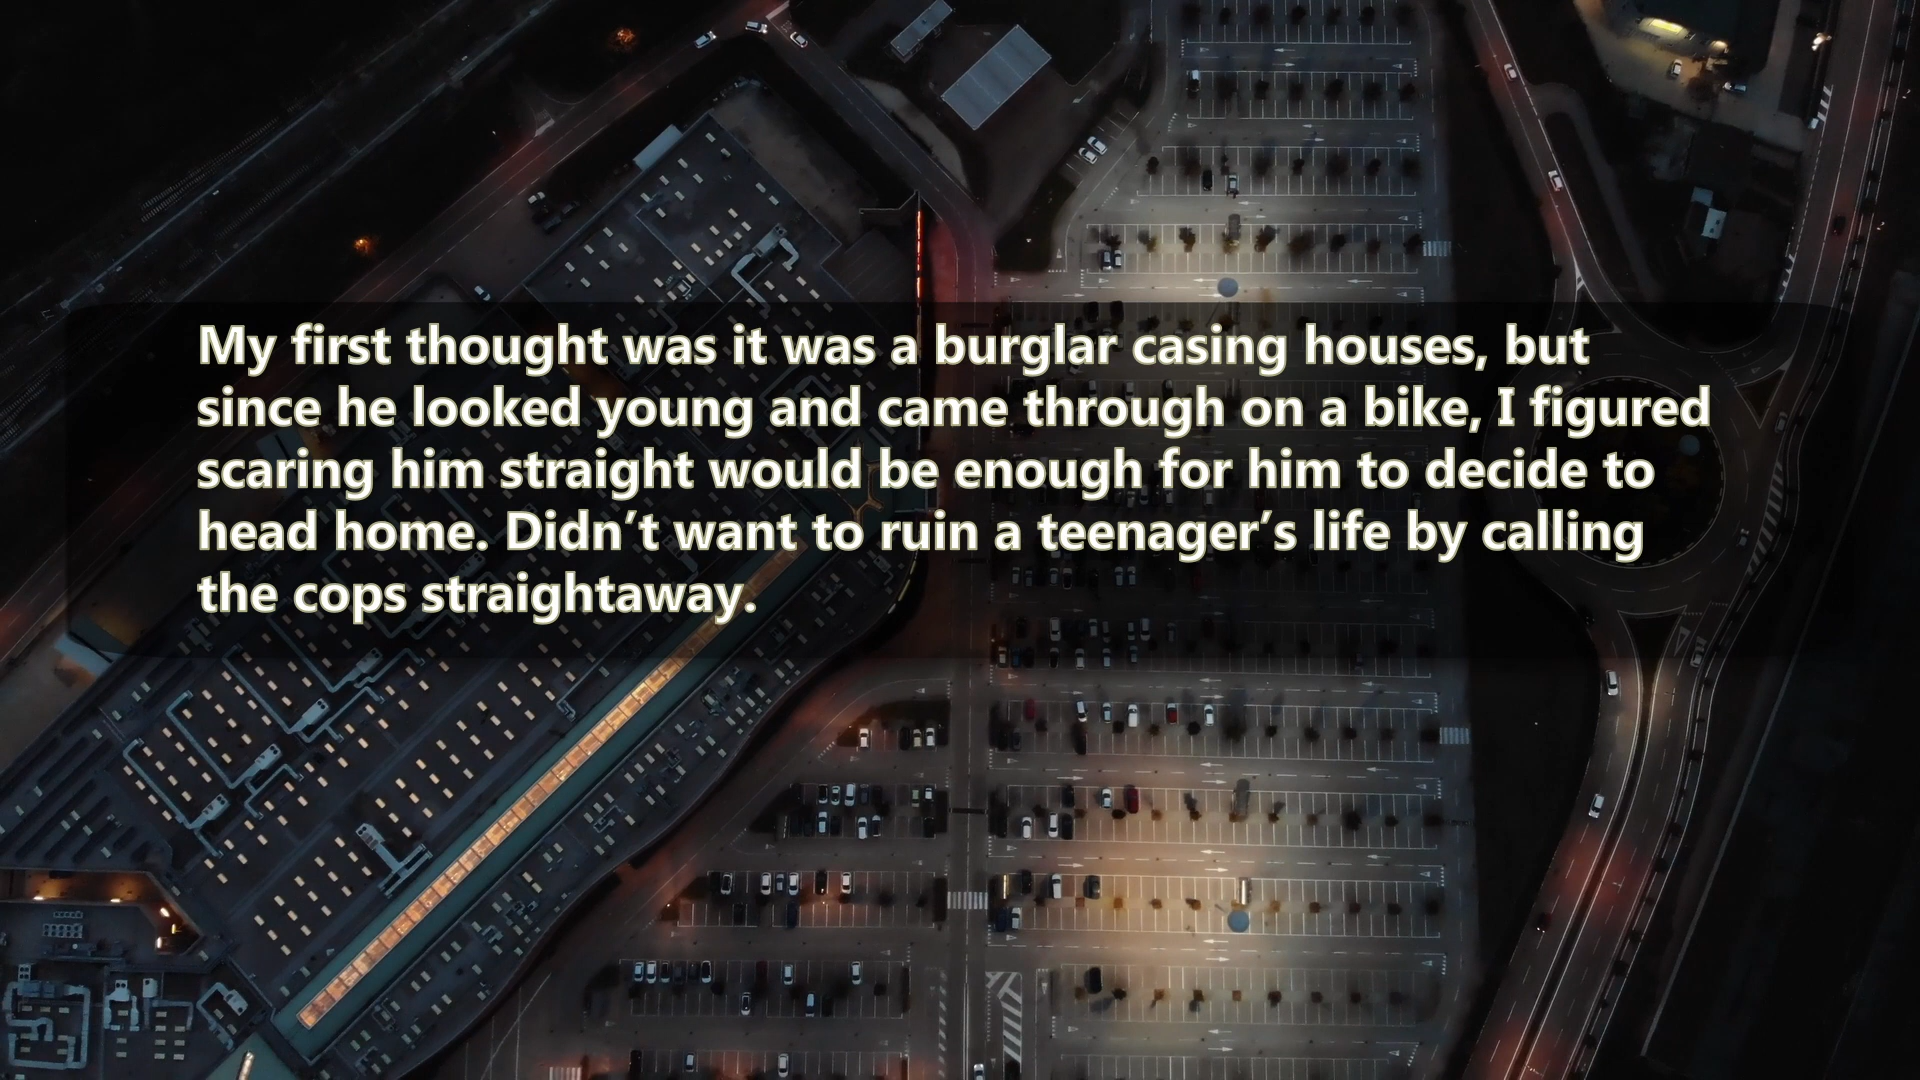 My first thought was it was a burglar casing houses, but
since he looked young and came through on a bike, I figured
scaring him straight would be enough for him to decide to
head home. Didn’t want to ruin a teenager’s life by calling
the cops straightaway.